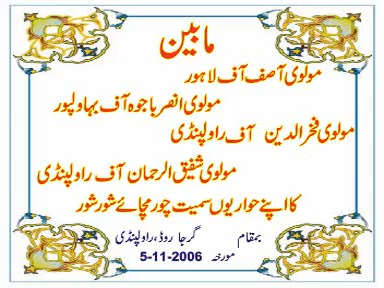 مابین
مولوی آصف آف لاہور
مولوی انصر باجوہ آف بہاولپور
مولوی فخرالدین آف راولپنڈی
مولوی شفیق الرحمان آف راولپنڈی
کا اپنے حواریوں سمیت چور مچائے شور شور
بمقام گرجا روڈ، راولپنڈی
مورخہ 5-11-2006